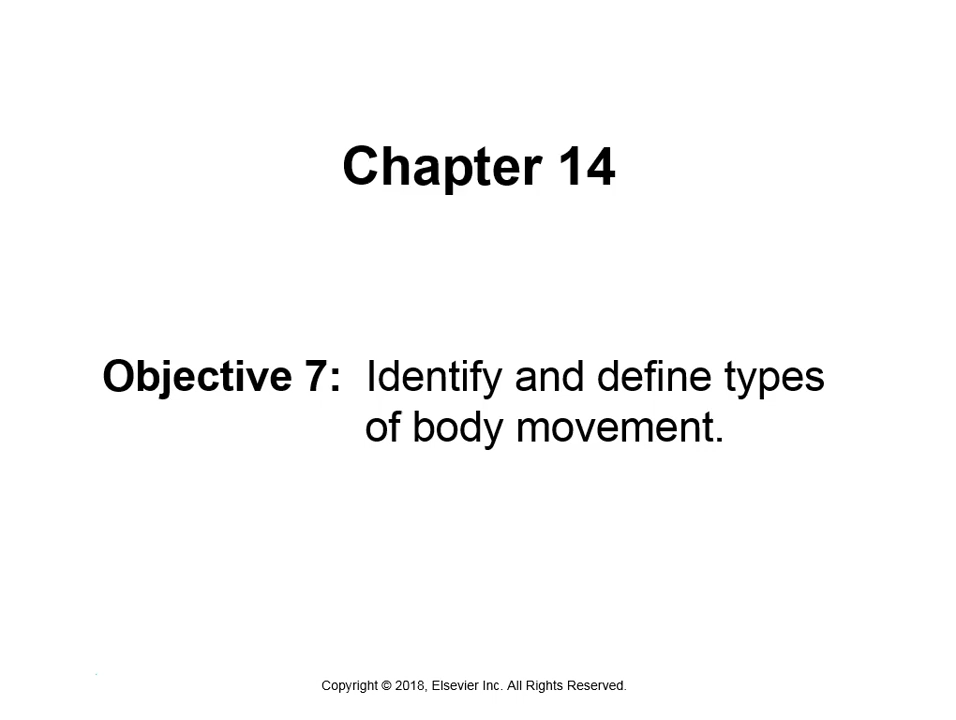 Chapter 14
Objective 7: Identify and define types
of body movement.
Copyright © 2018, Elsevier Inc. All Rights Reserved.